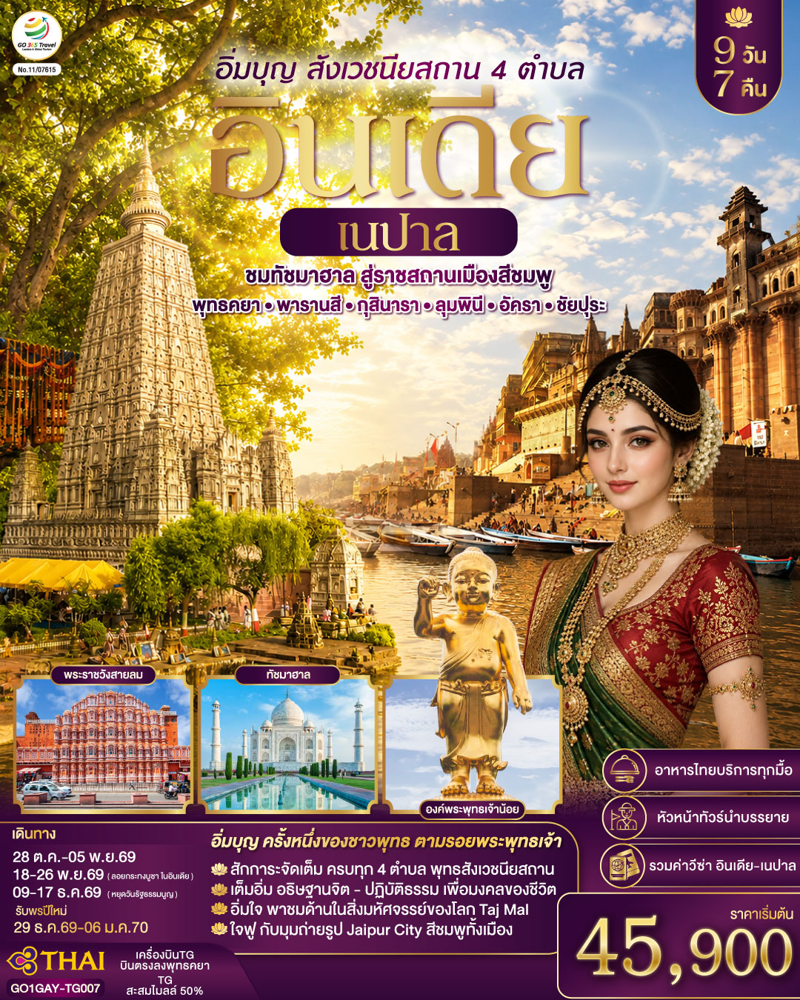 GO 365 Travel
Leaders in Global Tourism
No.11/07615
9 วัน
7 คืน
อิ่มบุญ สังเวชนียสถาน 4 ตำบล
อินเดีย
เนปาล
ชมทัชมาฮาล สู่ราชสถานเมืองสีชมพู
พุทธคยา • พาราณสี • กุสินารา • ลุมพินี • อัครา • ชัยปุระ
พระราชวังสายลม
ทัชมาฮาล
องค์พระพุทธเจ้าน้อย
อาหารไทยบริการทุกมื้อ
หัวหน้าทัวร์นำบรรยาย
รวมค่าวีซ่า อินเดีย-เนปาล
เดินทาง
28 ต.ค.-05 พ.ย.69
18-26 พ.ย.69 ( ลอยกระทงบูชา ในอินเดีย )
09-17 ธ.ค.69 ( หยุดวันรัฐธรรมนูญ )
รับพรปีใหม่
29 ธ.ค.69-06 ม.ค.70
อิ่มบุญ ครั้งหนึ่งของชาวพุทธ ตามรอยพระพุทธเจ้า
สักการะจัดเต็ม ครบทุก 4 ตำบล พุทธสังเวชนียสถาน
เต็มอิ่ม อธิษฐานจิต - ปฏิบัติธรรม เพื่อมงคลของชีวิต
อิ่มใจ พาชมด้านในสิ่งมหัศจรรย์ของโลก Taj Mal
ใจฟู กับมุมถ่ายรูป Jaipur City สีชมพูทั้งเมือง
THAI
GO1GAY-TG007
เครื่องบินTG
บินตรงลงพุทธคยา
TG
สะสมไมลล์ 50%
ราคาเริ่มต้น
45,900